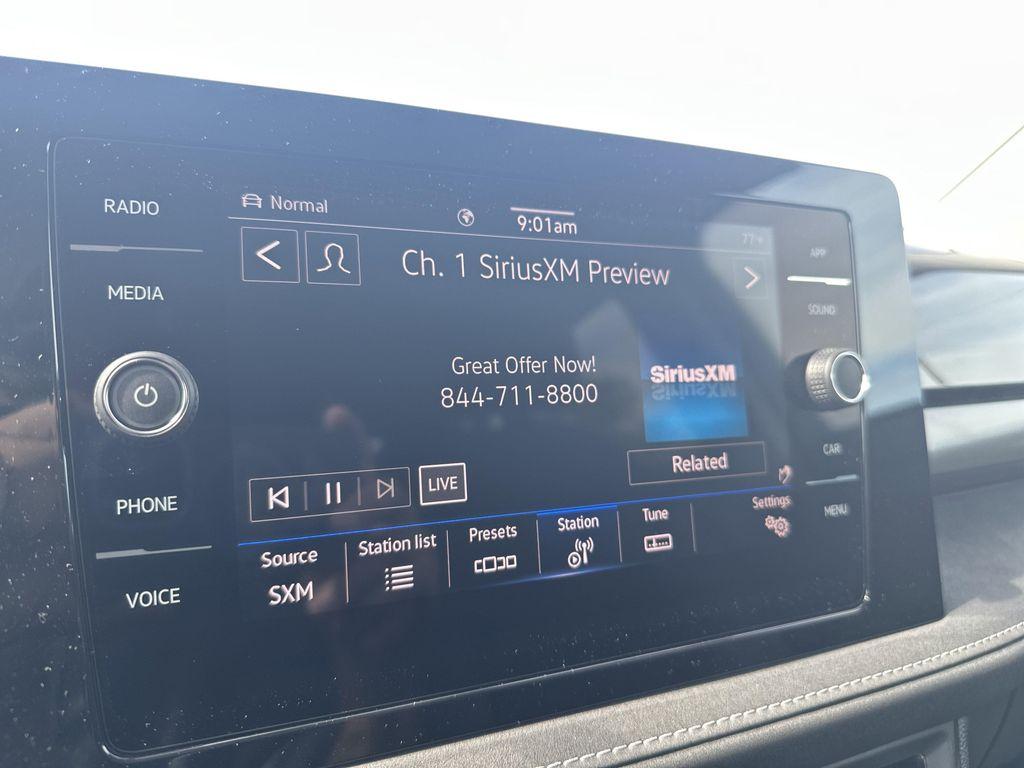 RADIO
MEDIA
PHONE
VOICE
Normal
9:01am
77°
Ch. 1 SiriusXM Preview
Great Offer Now!
844-711-8800
SiriusXM
Related
LIVE
Source
SXM
Station list
Presets
Station
Tune
Settings
APP
SOUND
CAR
MENU